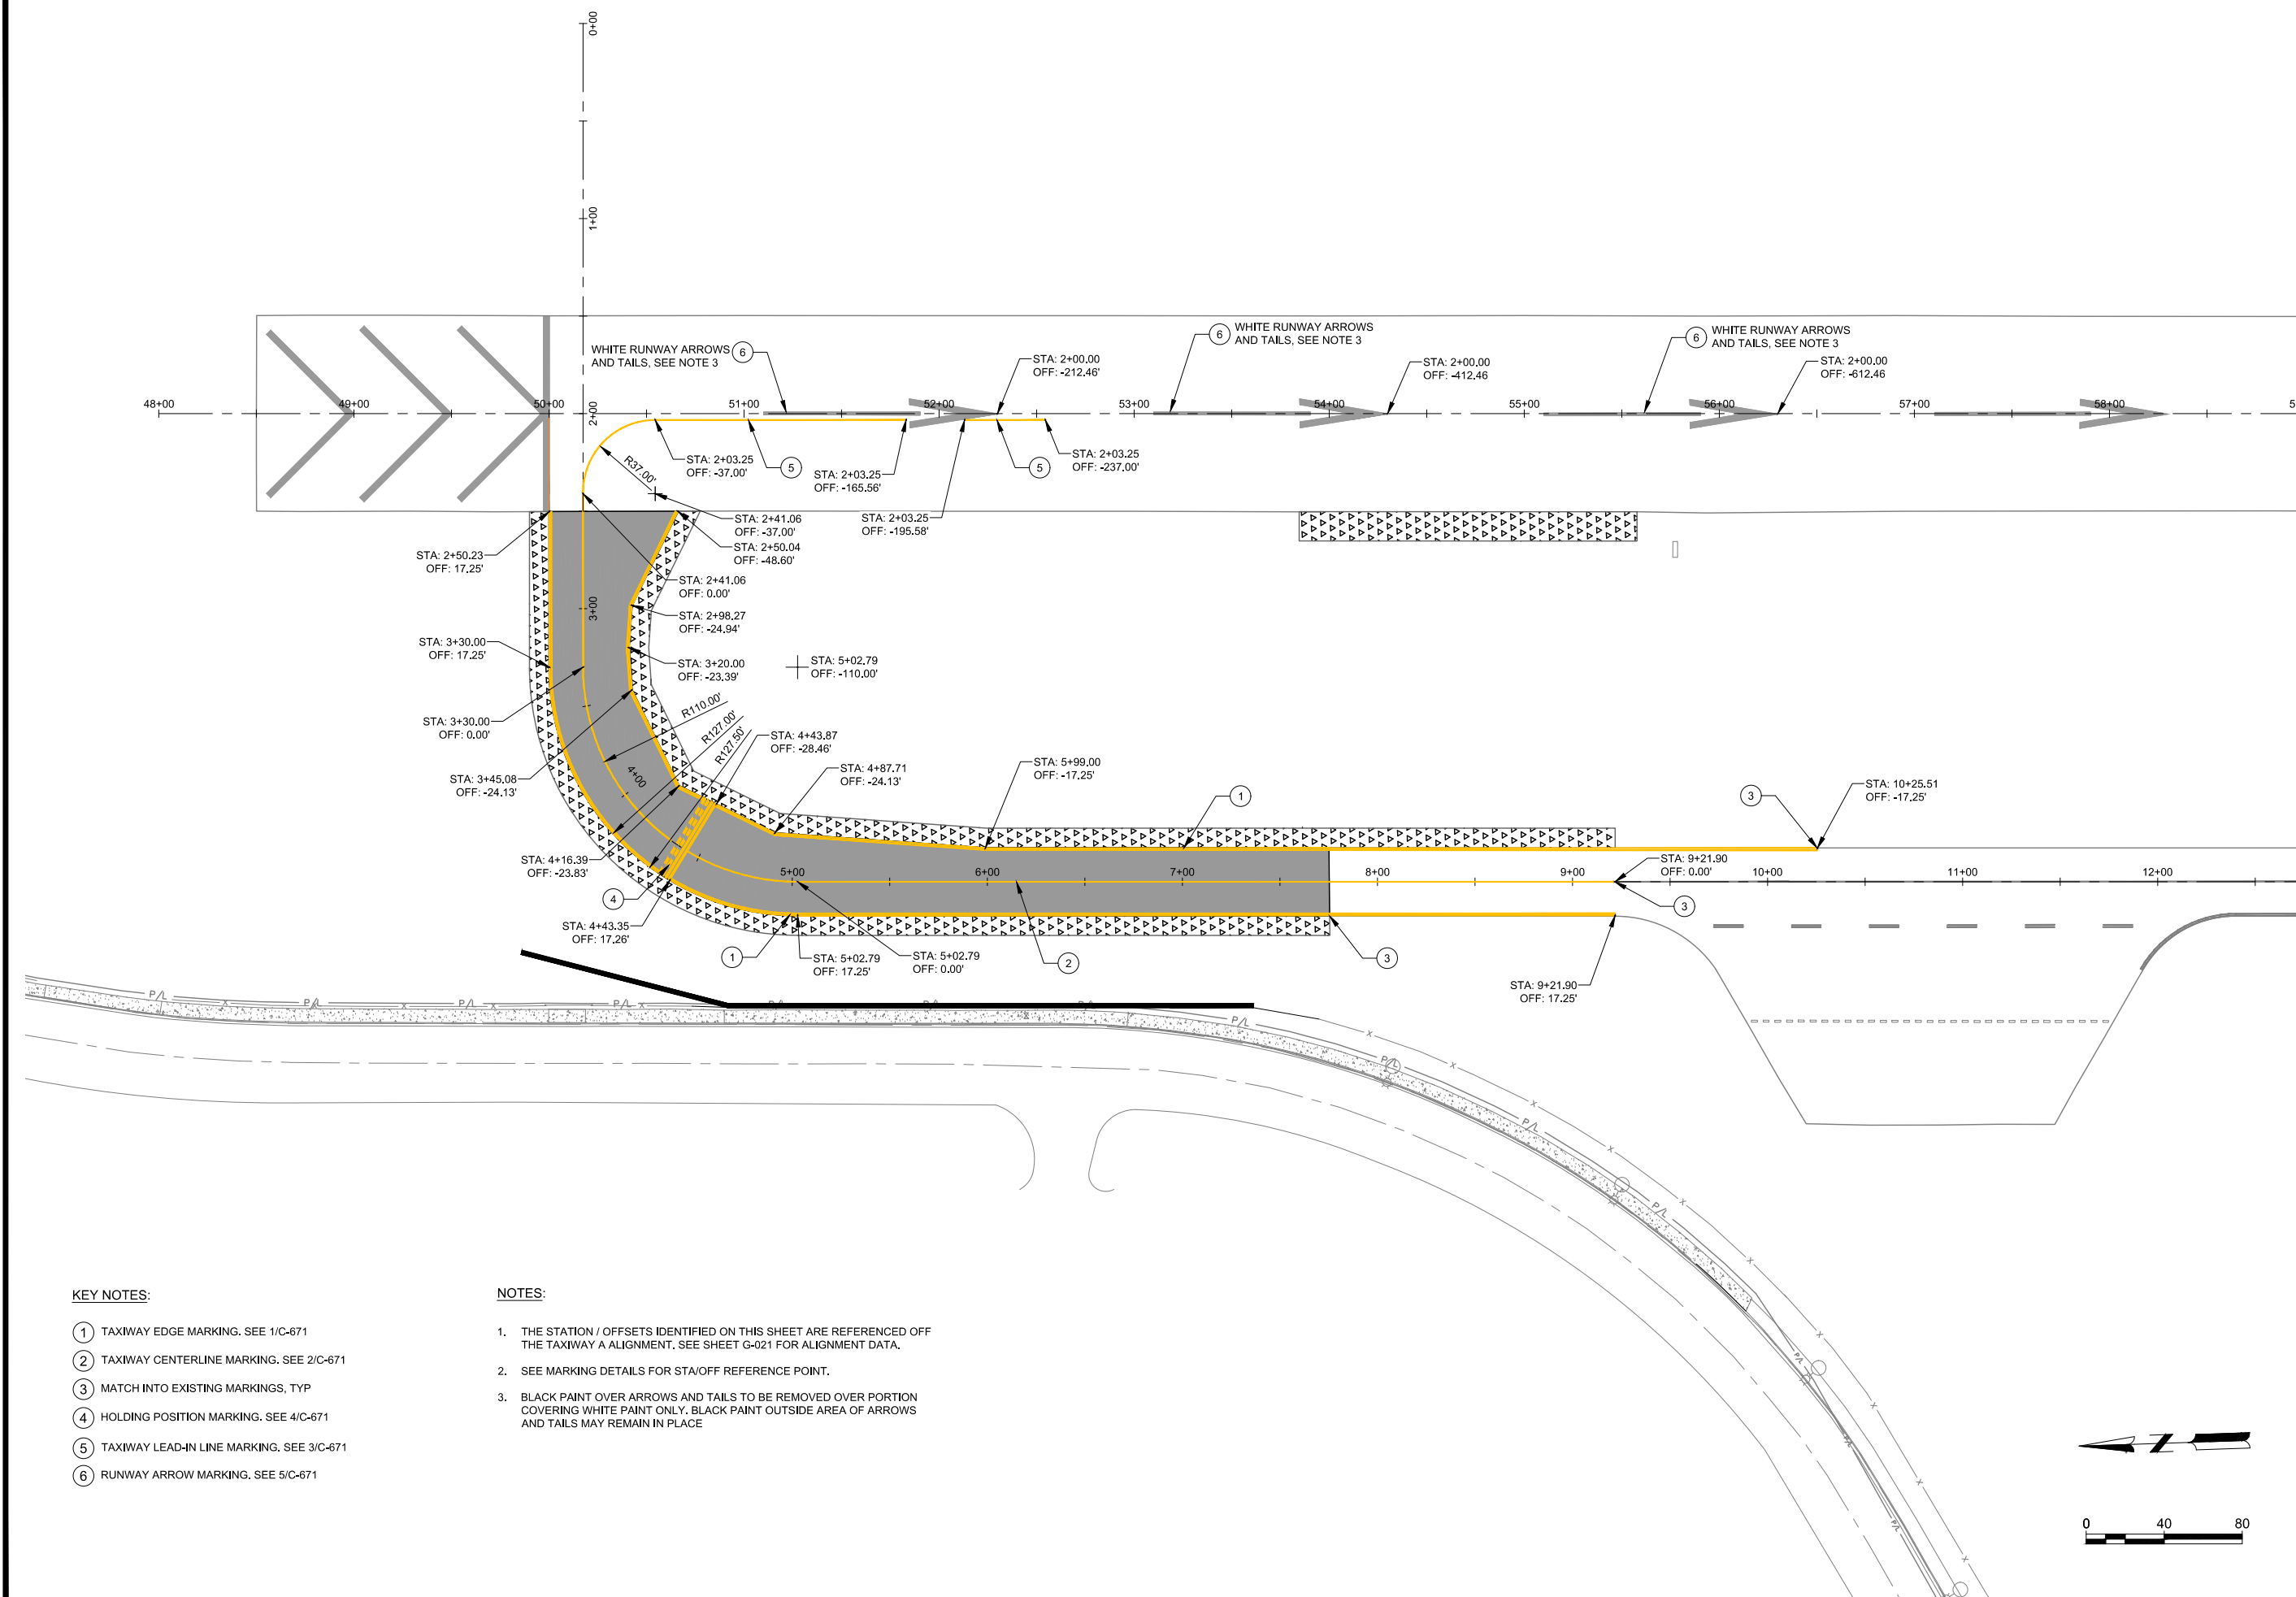 0+00
1+00
WHITE RUNWAY ARROWS
AND TAILS, SEE NOTE 3
6
STA: 2+00.00
OFF: -212.46'
6
WHITE RUNWAY ARROWS
AND TAILS, SEE NOTE 3
STA: 2+00.00
OFF: -412.46
6
WHITE RUNWAY ARROWS
AND TAILS, SEE NOTE 3
STA: 2+00.00
OFF: -612.46
48+00
49+00
50+00
2+00
51+00
52+00
53+00
54+00
55+00
56+00
57+00
58+00
5
R37.00'
STA: 2+03.25
OFF: -37.00'
5
STA: 2+03.25
OFF: -165.56'
5
STA: 2+03.25
OFF: -237.00'
STA: 2+41.06
OFF: -37.00'
STA: 2+03.25
OFF: -195.58'
STA: 2+50.04
OFF: -48.60'
STA: 2+50.23
OFF: 17.25'
STA: 2+41.06
OFF: 0.00'
3+00
STA: 2+98.27
OFF: -24.94'
STA: 3+30.00
OFF: 17.25'
STA: 3+20.00
OFF: -23.39'
STA: 5+02.79
OFF: -110.00'
R110.00'
R127.00'
R127.50'
STA: 3+30.00
OFF: 0.00'
STA: 4+43.87
OFF: -28.46'
4+00
STA: 3+45.08
OFF: -24.13'
STA: 4+87.71
OFF: -24.13'
STA: 5+99.00
OFF: -17.25'
1
3
STA: 10+25.51
OFF: -17.25'
STA: 4+16.39
OFF: -23.83'
STA: 9+21.90
OFF: 0.00'
5+00
6+00
7+00
8+00
9+00
10+00
11+00
12+00
4
3
STA: 4+43.35
OFF: 17.26'
1
STA: 5+02.79
OFF: 17.25'
STA: 5+02.79
OFF: 0.00'
2
3
STA: 9+21.90
OFF: 17.25'
P/L
x
P/L
x
P/L
x
P/L
x
P/L
P/L
P/L
P/L
x
P/L
x
x
P/L
x
P/L
x
x
P/L
x
x
P/L
x
x
KEY NOTES:
1 TAXIWAY EDGE MARKING. SEE 1/C-671
2 TAXIWAY CENTERLINE MARKING. SEE 2/C-671
3 MATCH INTO EXISTING MARKINGS, TYP
4 HOLDING POSITION MARKING. SEE 4/C-671
5 TAXIWAY LEAD-IN LINE MARKING. SEE 3/C-671
6 RUNWAY ARROW MARKING. SEE 5/C-671
NOTES:
1. THE STATION / OFFSETS IDENTIFIED ON THIS SHEET ARE REFERENCED OFF
THE TAXIWAY A ALIGNMENT. SEE SHEET G-021 FOR ALIGNMENT DATA.
2. SEE MARKING DETAILS FOR STA/OFF REFERENCE POINT.
3. BLACK PAINT OVER ARROWS AND TAILS TO BE REMOVED OVER PORTION
COVERING WHITE PAINT ONLY. BLACK PAINT OUTSIDE AREA OF ARROWS
AND TAILS MAY REMAIN IN PLACE
Z
0 40 80